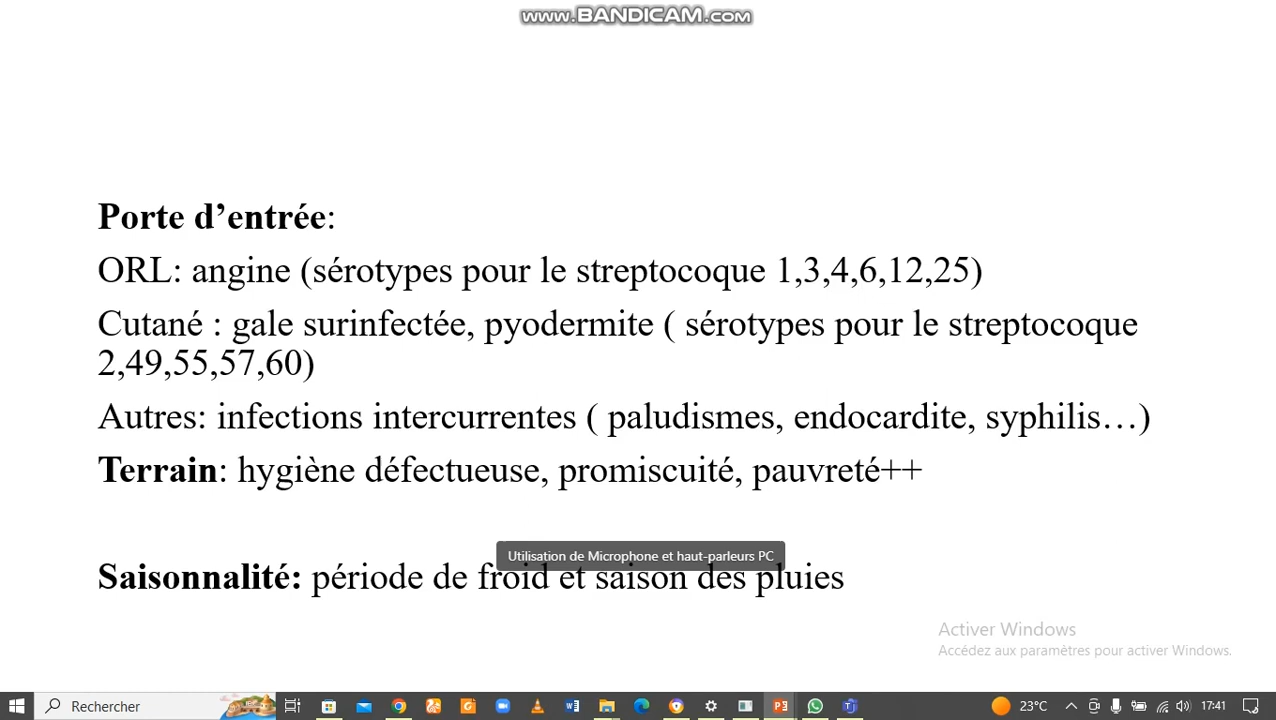 www.BANDICAM.com
Porte d’entrée:
ORL: angine (sérotypes pour le streptocoque 1,3,4,6,12,25)
Cutané : gale surinfectée, pyodermite ( sérotypes pour le streptocoque
2,49,55,57,60)
Autres: infections intercurrentes ( paludismes, endocardite, syphilis…)
Terrain: hygiène défectueuse, promiscuité, pauvreté++
Utilisation de Microphone et haut-parleurs PC
Saisonnalité: période de froid et saison des pluies
Activer Windows
Accédez aux paramètres pour activer Windows.
Rechercher
23°C
17:41